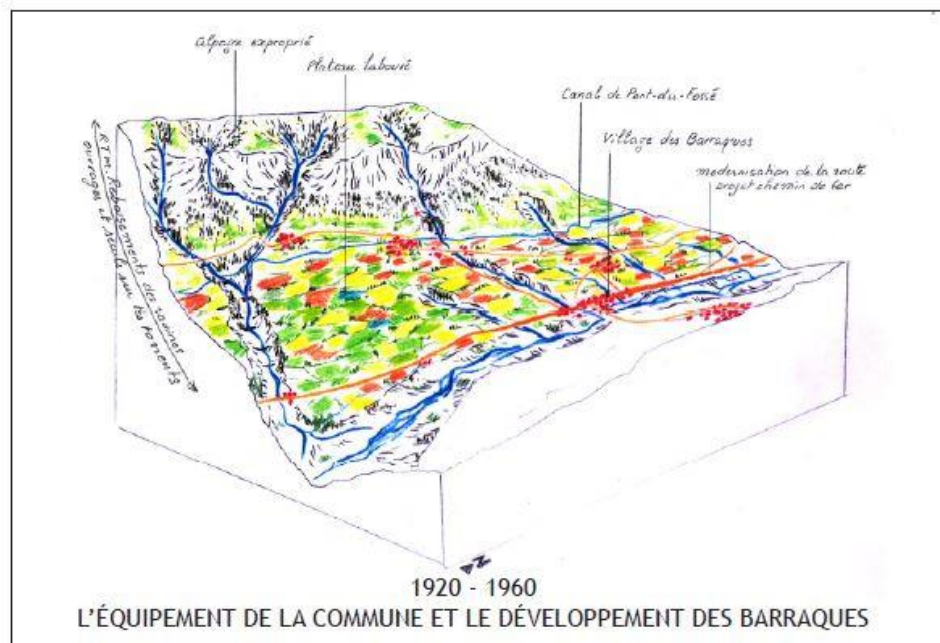 Alpage exproprié
Plateau labouré
Canal de Pont-du-Fossé
Village des Barraques
modernisation de la route
projet chemin de fer
R.T.M. Reboisements des ravines
ouvrages et seuils sur les torrents
N
1920 - 1960
L'ÉQUIPEMENT DE LA COMMUNE ET LE DÉVELOPPEMENT DES BARRAQUES